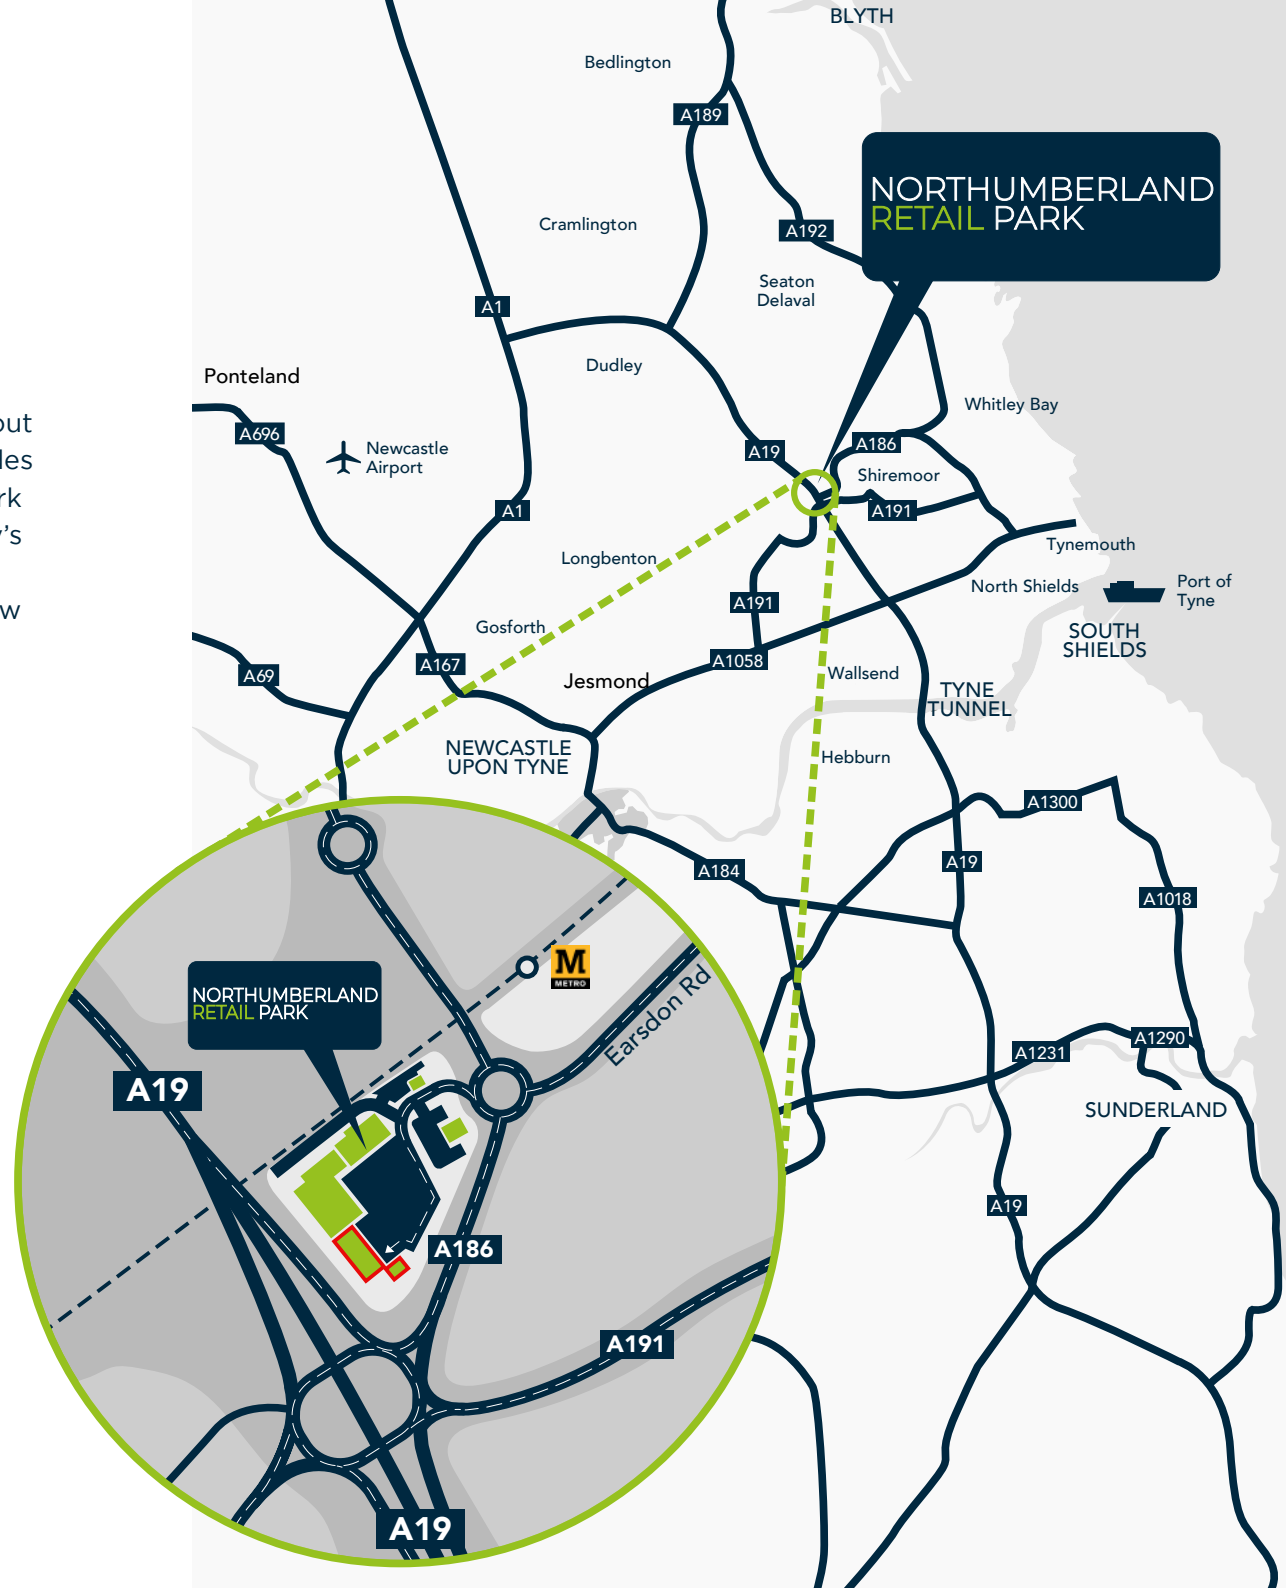 BLYTH
Bedlington
A189
NORTHUMBERLAND
RETAIL PARK
Cramlington
A192
Seaton
Delaval
A1
Dudley
Ponteland
Whitley Bay
A696
Newcastle
Airport
A19
A186
Shiremoor
A1
A191
Tynemouth
Longbenton
North Shields
Port of
Tyne
A191
Gosforth
SOUTH
SHIELDS
A167
A1058
A69
Jesmond
Wallsend
TYNE
TUNNEL
NEWCASTLE
UPON TYNE
Hebburn
A1300
A184
A19
A1018
M
METRO
Earsdon Rd
NORTHUMBERLAND
RETAIL PARK
A19
A1231
A1290
SUNDERLAND
A19
A186
A191
A19